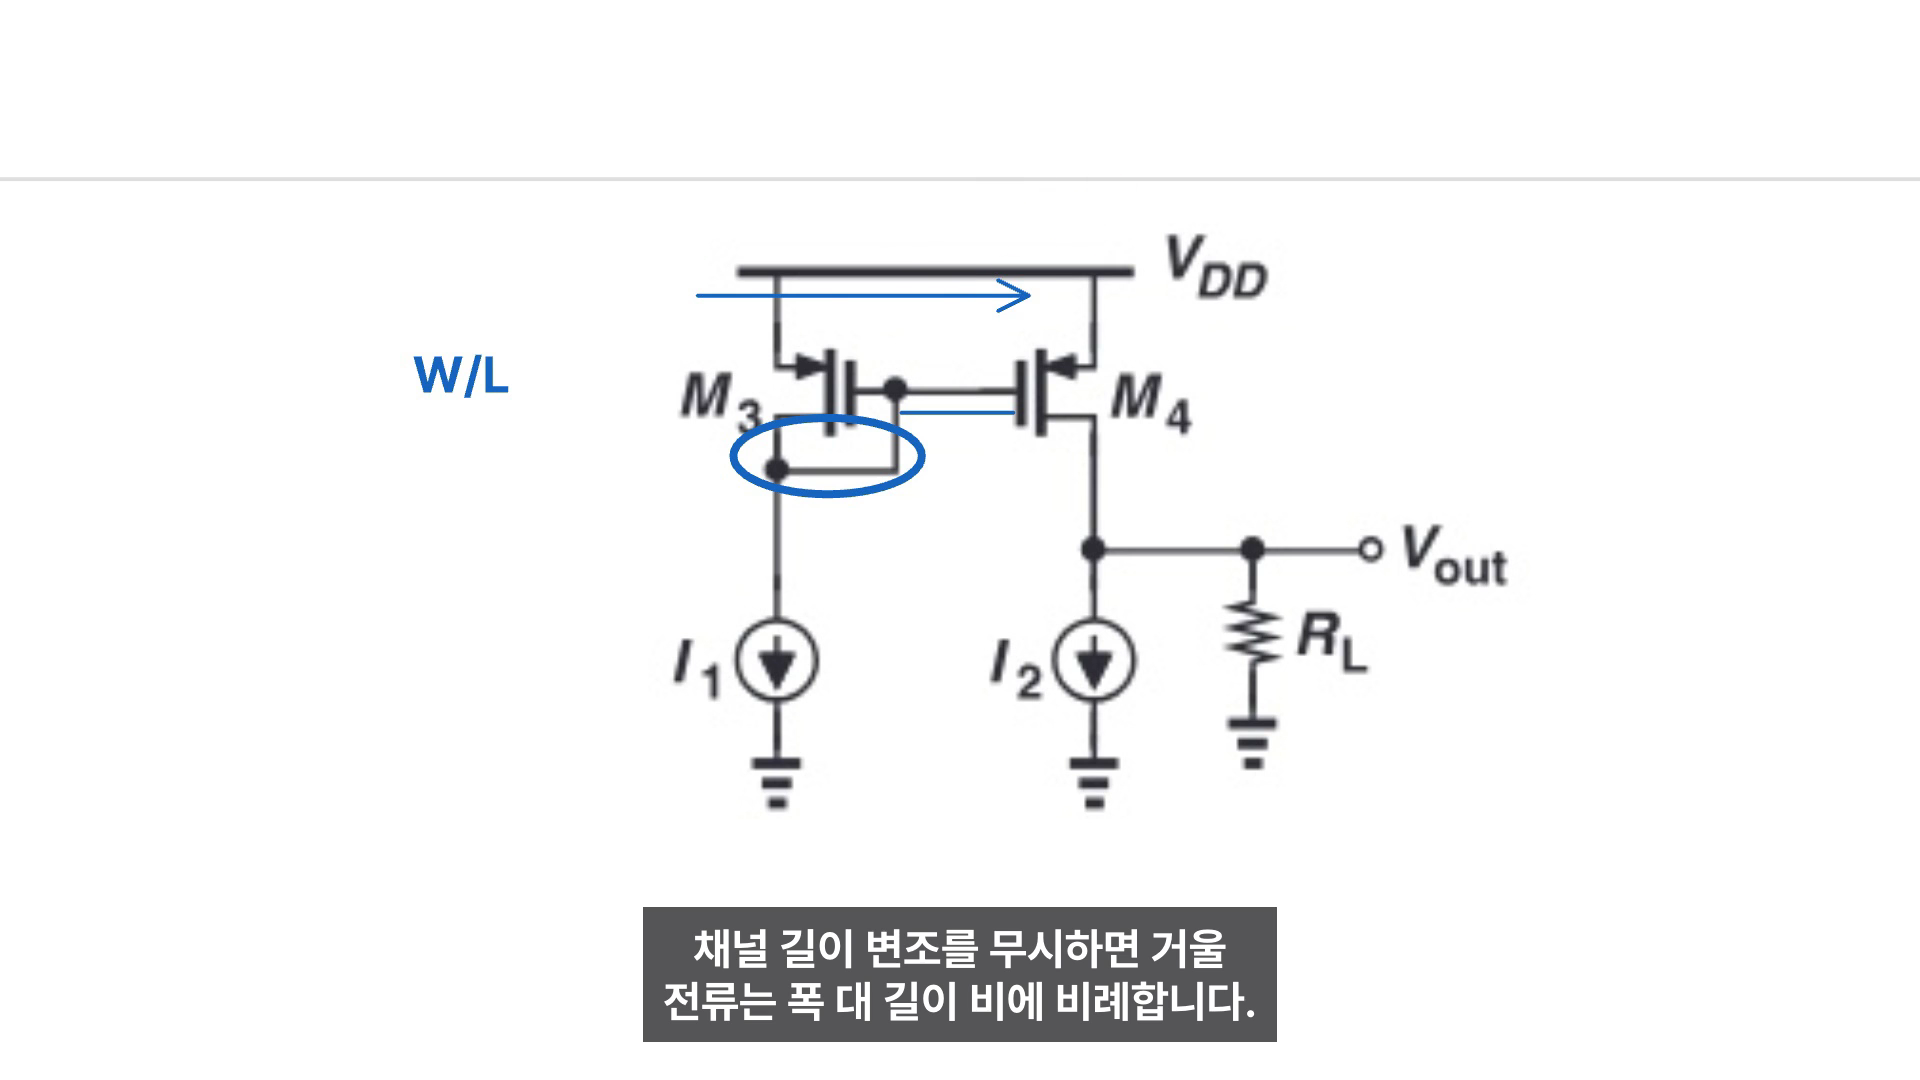 V_DD
W/L
M_3
M_4
V_out
I_1
I_2
R_L
채널 길이 변조를 무시하면 거울
전류는 폭 대 길이 비에 비례합니다.